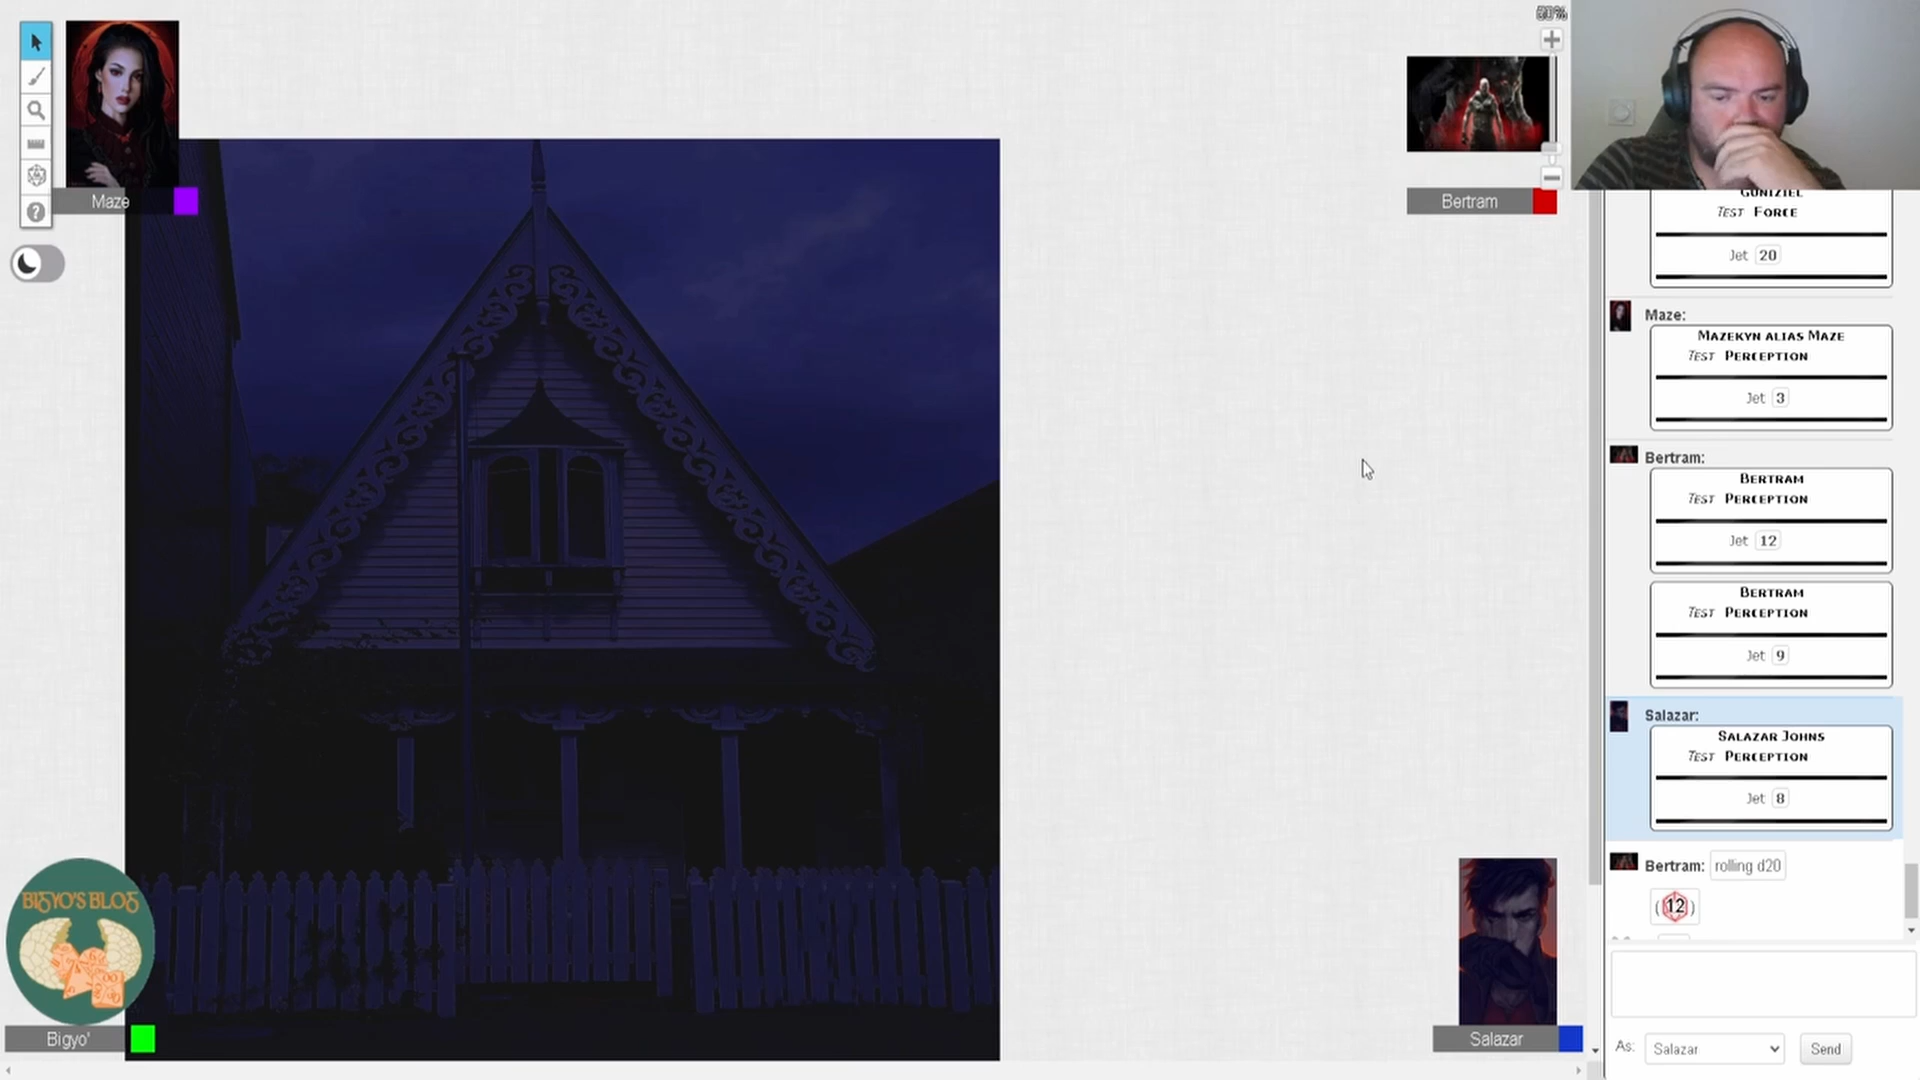 80%
Maze
Bertram
GUNIZIEL
TEST FORCE
Jet 20
Maze:
MAZEKYN ALIAS MAZE
TEST PERCEPTION
Jet 3
Bertram:
BERTRAM
TEST PERCEPTION
Jet 12
BERTRAM
TEST PERCEPTION
Jet 9
Salazar:
SALAZAR JOHNS
TEST PERCEPTION
Jet 8
Bertram: rolling d20
(12)
BIGYO'S BLOG
Bigyo'
Salazar
As: Salazar Send